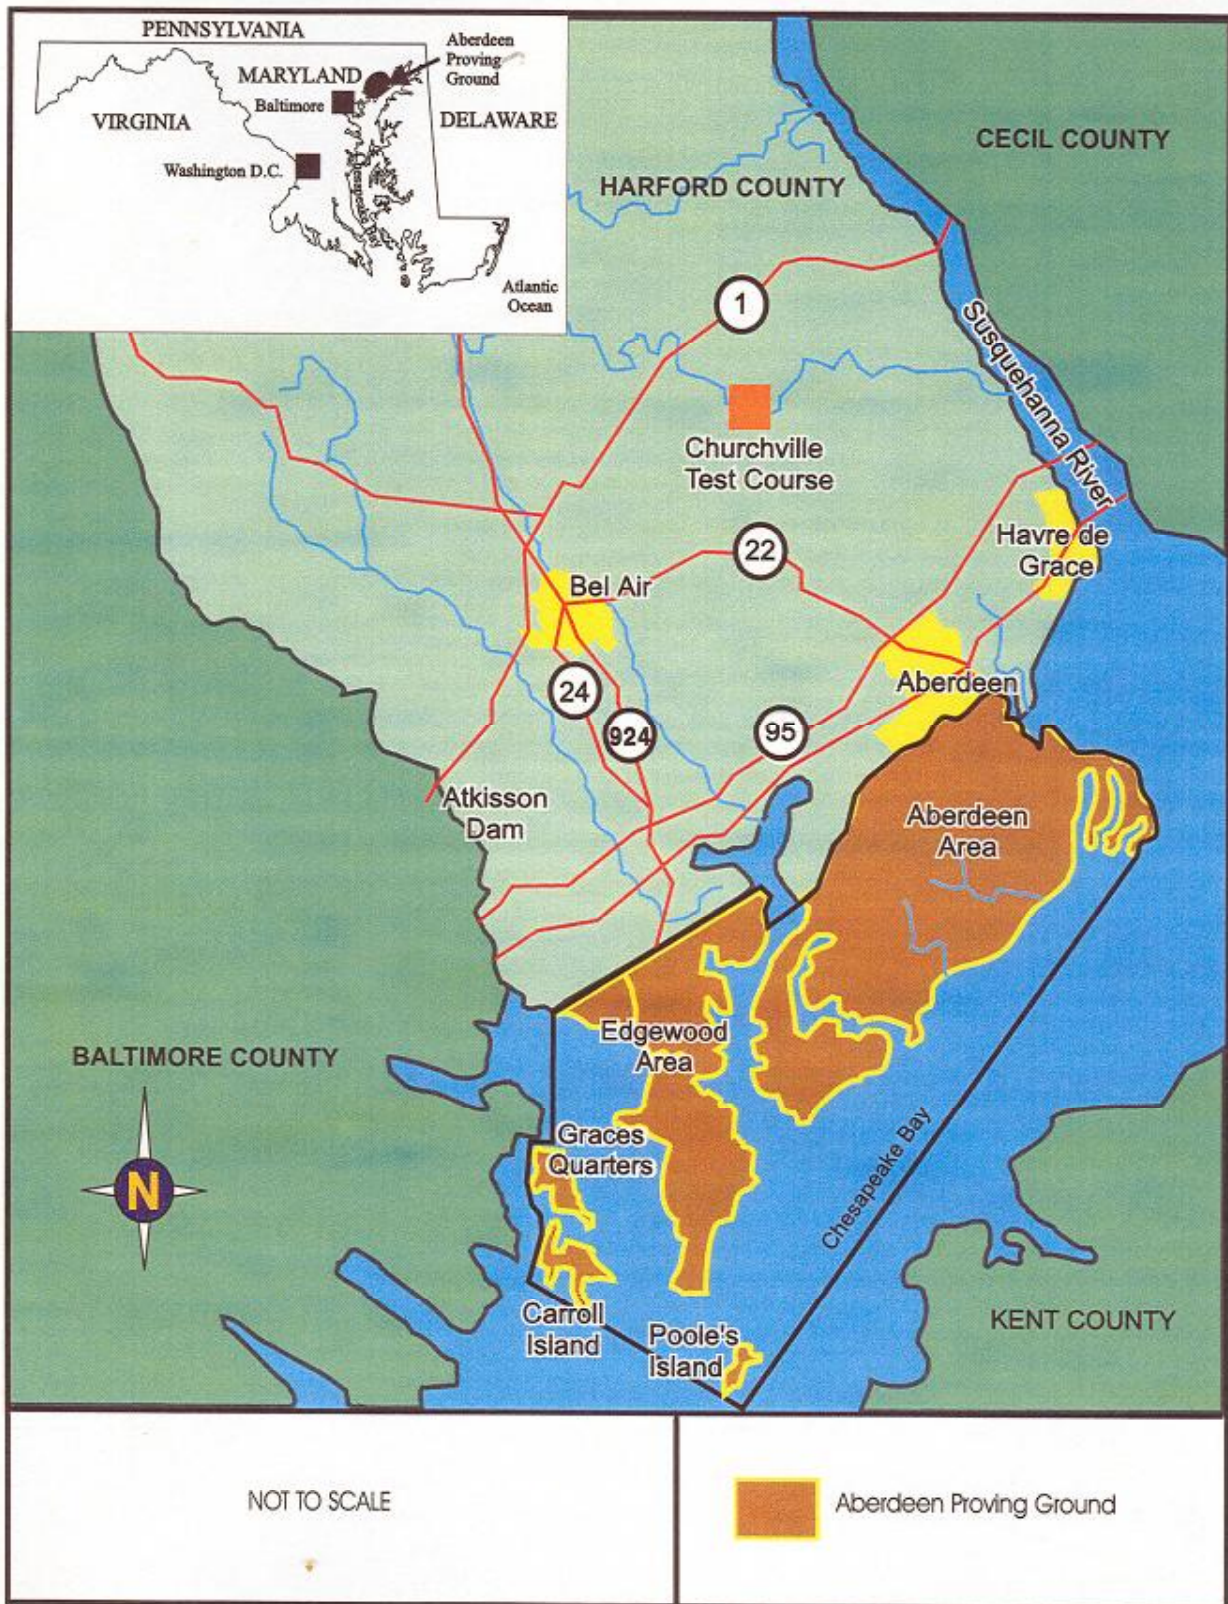 PENNSYLVANIA
Aberdeen
Proving
Ground
MARYLAND
Baltimore
VIRGINIA
DELAWARE
Washington D.C.
Chesapeake Bay
Atlantic
Ocean
CECIL COUNTY
HARFORD COUNTY
1
Susquehanna River
Churchville
Test Course
Havre de
Grace
22
Bel Air
Aberdeen
24
924
95
Atkisson
Dam
Aberdeen
Area
Edgewood
Area
BALTIMORE COUNTY
N
Graces
Quarters
Chesapeake Bay
Carroll
Island
Poole's
Island
KENT COUNTY
NOT TO SCALE
Aberdeen Proving Ground